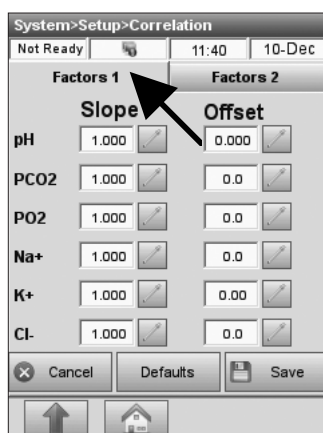 System>Setup>Correlation
Not Ready 11:40 10-Dec
Factors 1 Factors 2
Slope Offset
pH 1.000 0.000
PCO2 1.000 0.0
PO2 1.000 0.0
Na+ 1.000 0.0
K+ 1.000 0.00
Cl- 1.000 0.0
Cancel Defaults Save